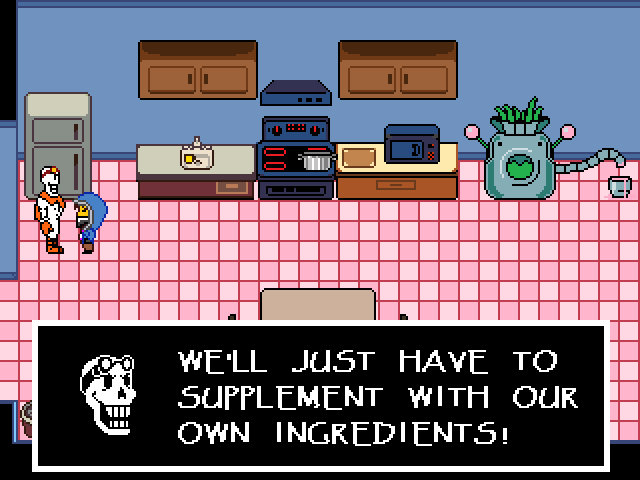 WE'LL JUST HAVE TO
SUPPLEMENT WITH OUR
OWN INGREDIENTS!